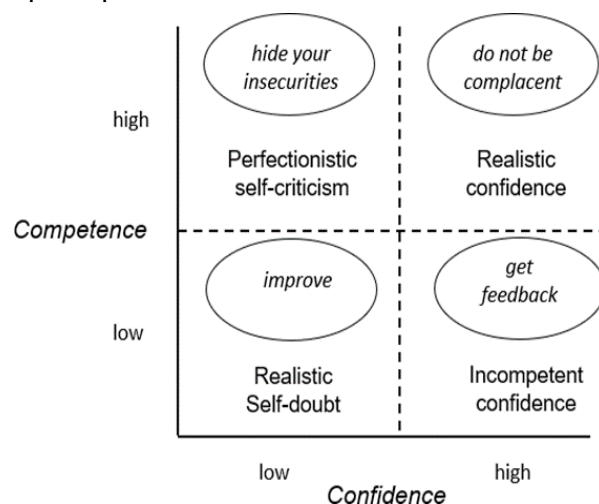 hide your
insecurities
do not be
complacent
high
Perfectionistic
self-criticism
Realistic
confidence
Competence
improve
get
feedback
low
Realistic
Self-doubt
Incompetent
confidence
low
high
Confidence